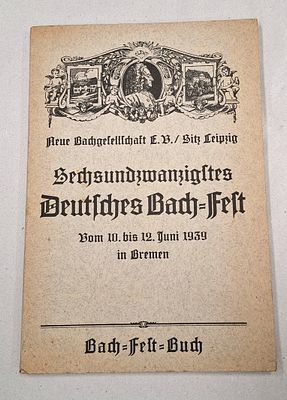 Neue Bachgesellschaft E.V./Sitz Leipzig
Sechsundzwanzigstes
Deutsches Bach=Fest
Vom 10. bis 12. Juni 1939
in Bremen
Bach=Fest=Buch